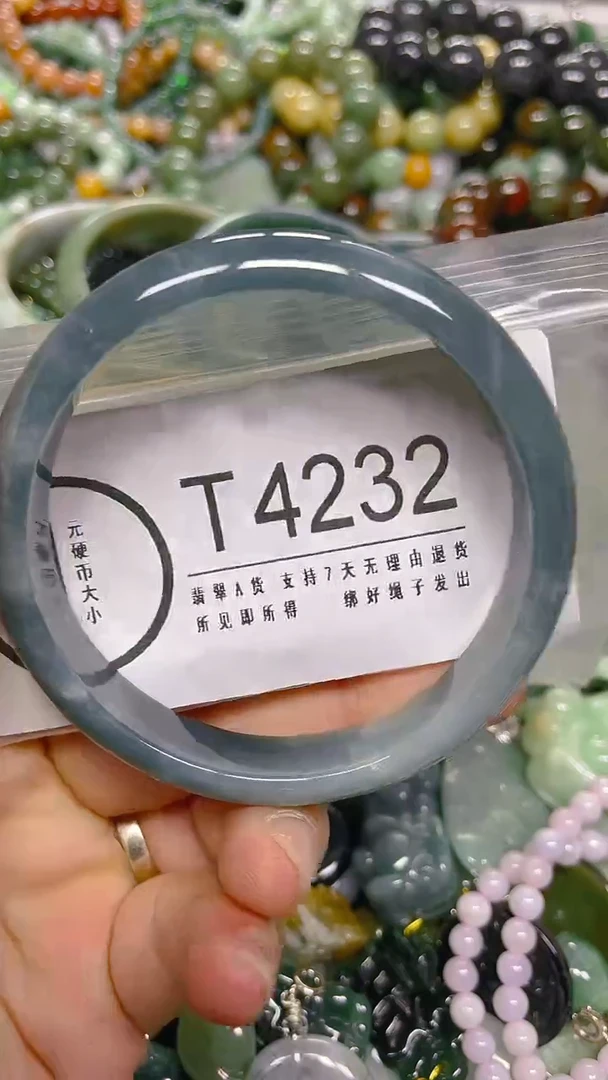 T4232
翡翠A货 支持7天无理由退货
所见即所得 绑好绳子发出
元硬币大小